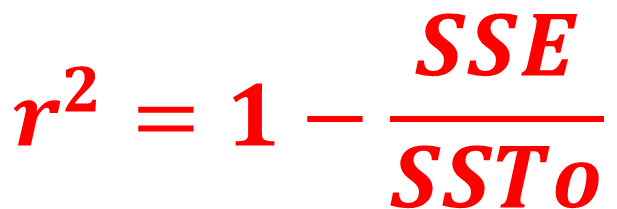 r² = 1 − SSE / SSTo